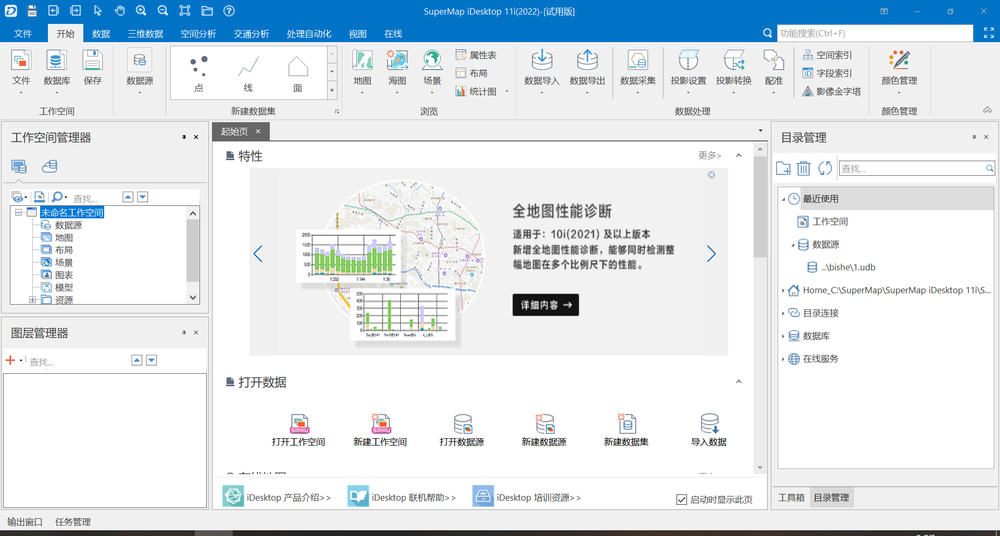 SuperMap iDesktop 11i(2022)-[试用版]
文件 开始 数据 三维数据 空间分析 交通分析 处理自动化 视图 在线
功能搜索(Ctrl+F)
文件 数据库 保存
工作空间
数据源
点 线 面
新建数据集
地图 海图 场景
属性表
布局
统计图
浏览
数据导入 数据导出 数据采集 投影设置 投影转换 配准
空间索引
字段索引
影像金字塔
数据处理
颜色管理
颜色管理
工作空间管理器
查找...
未命名工作空间
数据源
地图
布局
场景
图表
模型
资源
图层管理器
查找...
起始页
特性
更多>
全地图性能诊断
适用于：10i(2021) 及以上版本
新增全地图性能诊断，能够同时检测整
幅地图在多个比例尺下的性能。
详细内容 →
2000
1500
1000
500
0
500
400
300
200
100
0
打开数据
打开工作空间 新建工作空间 打开数据源 新建数据源 新建数据集 导入数据
iDesktop 产品介绍>> iDesktop 联机帮助>> iDesktop 培训资源>>
启动时显示此页
目录管理
查找...
最近使用
工作空间
数据源
..\bishe\1.udb
Home_C:\SuperMap\SuperMap iDesktop 11i\S...
目录连接
数据库
在线服务
工具箱 目录管理
输出窗口 任务管理